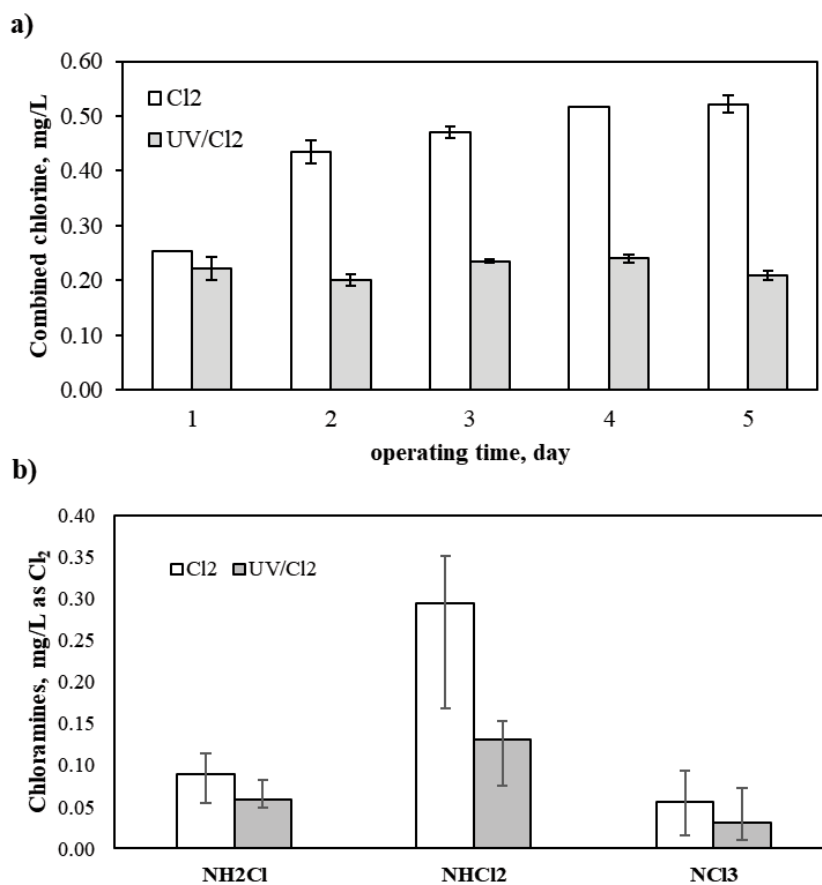 a)
0.60
0.50
0.40
0.30
0.20
0.10
0.00
Combined chlorine, mg/L
Cl2
UV/Cl2
1 2 3 4 5
operating time, day
b)
0.40
0.35
0.30
0.25
0.20
0.15
0.10
0.05
0.00
Chloramines, mg/L as Cl₂
Cl2 UV/Cl2
NH2Cl NHCl2 NCl3